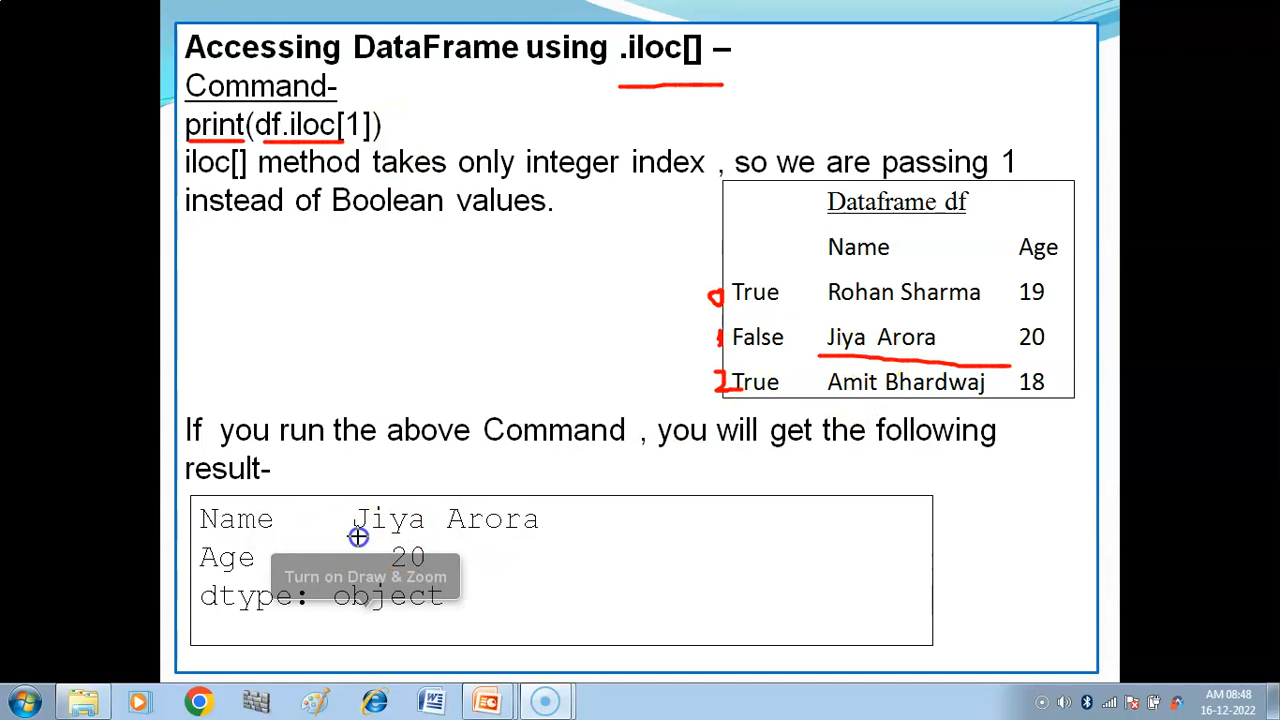 Accessing DataFrame using .iloc[] –
Command-
print(df.iloc[1])
iloc[] method takes only integer index , so we are passing 1
instead of Boolean values.
Dataframe df
Name Age
0 True Rohan Sharma 19
1 False Jiya Arora 20
2 True Amit Bhardwaj 18
If you run the above Command , you will get the following
result-
Name Jiya Arora
Age 20
Turn on Draw & Zoom
dtype: object
AM 08:48
16-12-2022